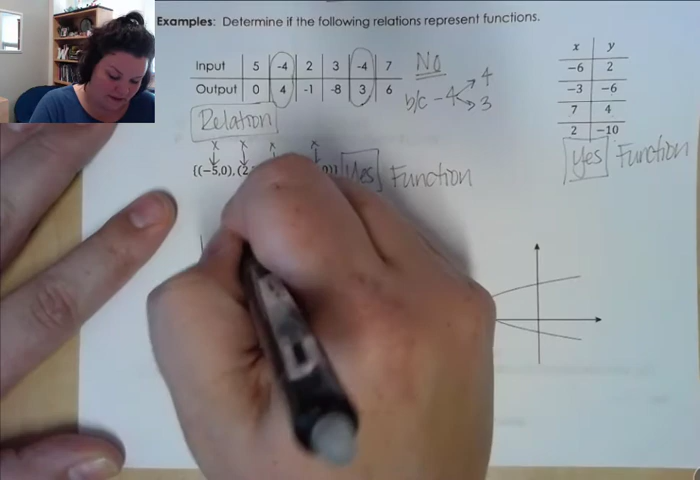 Examples: Determine if the following relations represent functions.
Input 5 -4 2 3 -4 7
Output 0 4 -1 -8 3 6
No
b/c -4 → 4
→ 3
Relation
x y
-6 2
-3 -6
7 4
2 -10
Yes Function
x x x x
{(-5,0),(2,
Yes Function